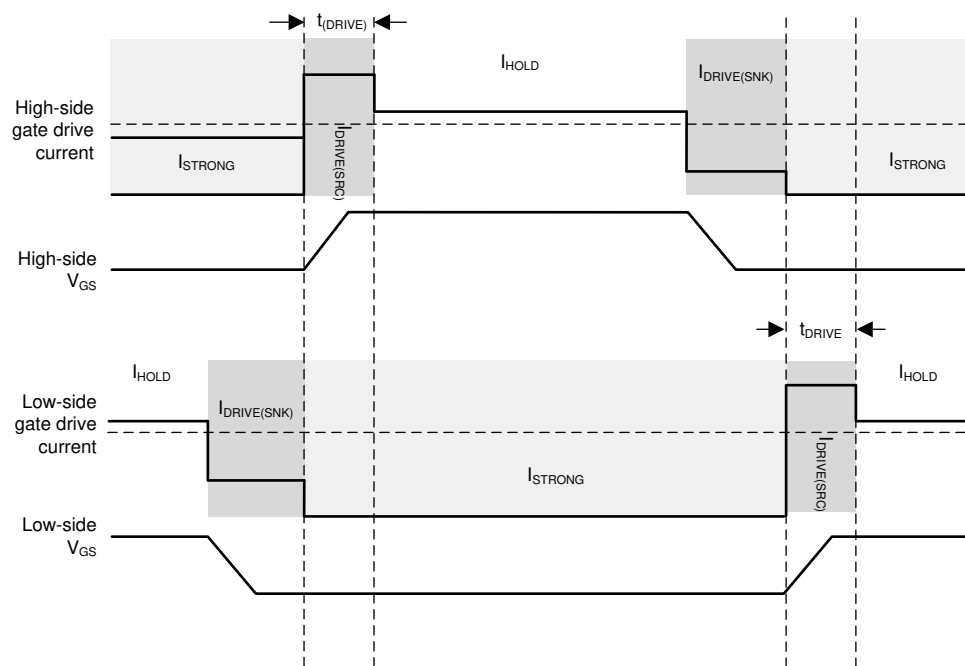 t(DRIVE)
IHOLD
IDRIVE(SNK)
High-side
gate drive
current
IDRIVE(SRC)
ISTRONG
ISTRONG
High-side
VGS
tDRIVE
IHOLD
IHOLD
IDRIVE(SNK)
Low-side
gate drive
current
IDRIVE(SRC)
ISTRONG
Low-side
VGS